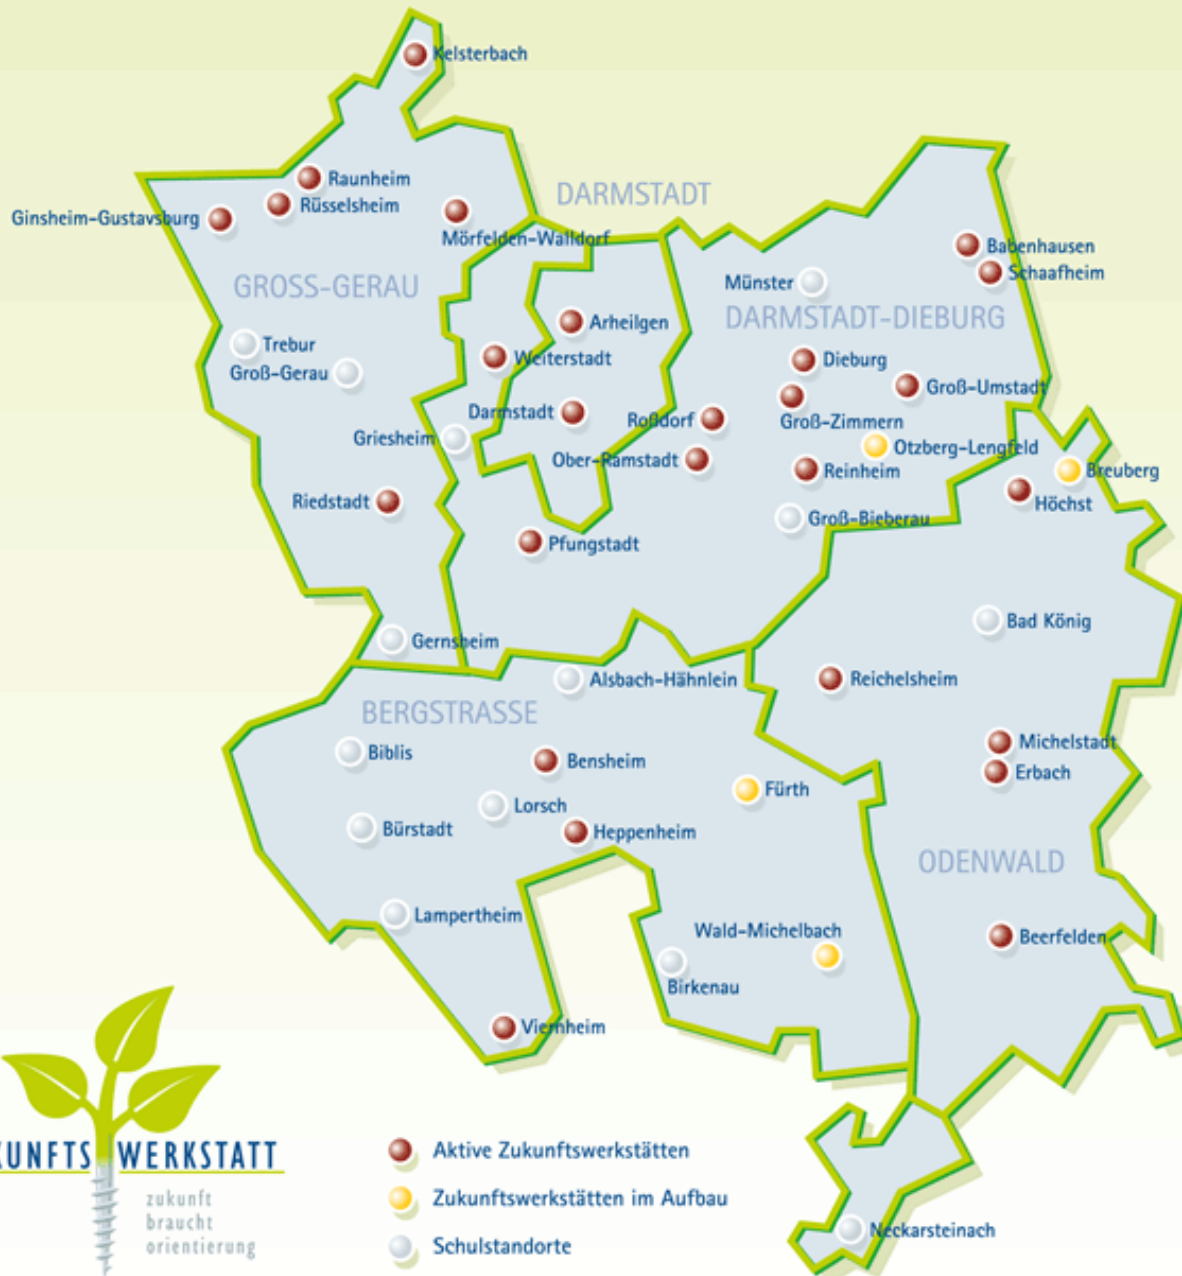 Kelsterbach
Raunheim
Rüsselsheim
Ginsheim-Gustavsburg
Mörfelden-Walldorf
DARMSTADT
Babenhausen
Schaafheim
Münster
GROSS-GERAU
DARMSTADT-DIEBURG
Arheilgen
Trebur
Groß-Gerau
Weiterstadt
Dieburg
Groß-Umstadt
Darmstadt
Roßdorf
Groß-Zimmern
Griesheim
Otzberg-Lengfeld
Ober-Ramstadt
Reinheim
Breuberg
Riedstadt
Höchst
Groß-Bieberau
Pfungstadt
Bad König
Gernsheim
Alsbach-Hähnlein
Reichelsheim
BERGSTRASSE
Biblis
Bensheim
Michelstadt
Erbach
Fürth
Lorsch
Bürstadt
Heppenheim
ODENWALD
Lampertheim
Wald-Michelbach
Beerfelden
Birkenau
Viernheim
KUNFTS WERKSTATT
zukunft
braucht
orientierung
Aktive Zukunftswerkstätten
Zukunftswerkstätten im Aufbau
Schulstandorte
Neckarsteinach